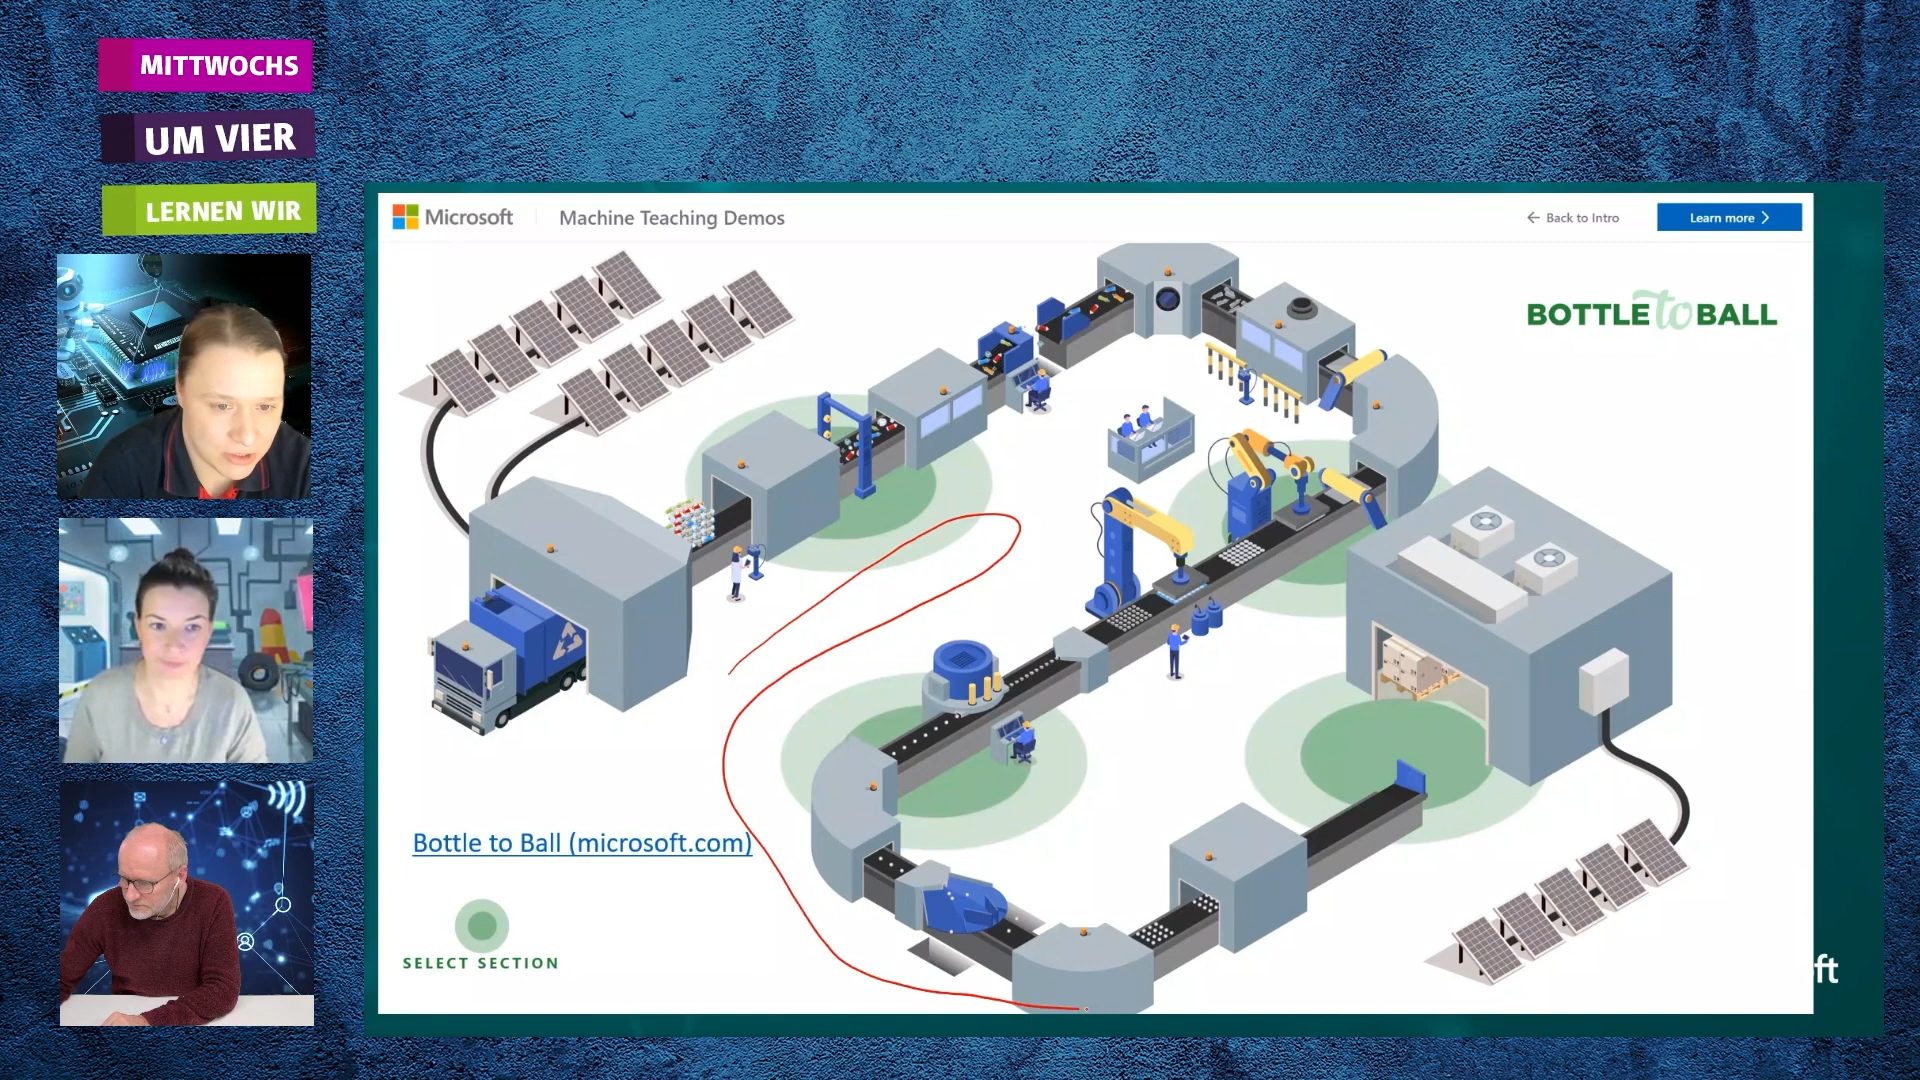 MITTWOCHS
UM VIER
LERNEN WIR
Microsoft
Machine Teaching Demos
Back to Intro
Learn more
BOTTLE to BALL
Bottle to Ball (microsoft.com)
SELECT SECTION
ft